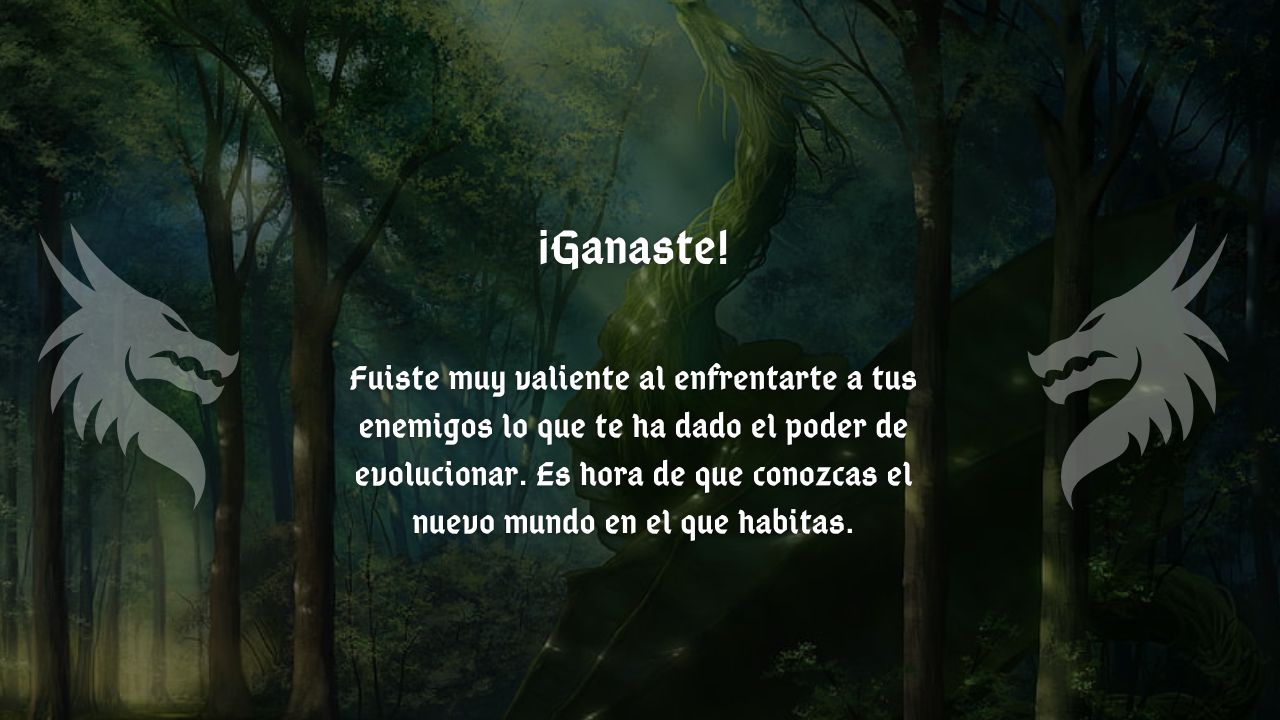 ¡Ganaste!
Fuiste muy valiente al enfrentarte a tus
enemigos lo que te ha dado el poder de
evolucionar. Es hora de que conozcas el
nuevo mundo en el que habitas.